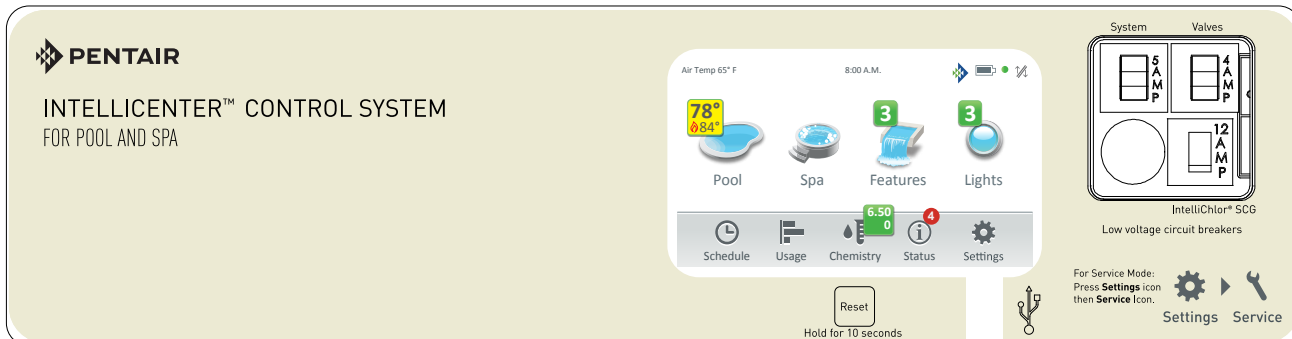 PENTAIR
INTELLICENTER™ CONTROL SYSTEM
FOR POOL AND SPA
Air Temp 65° F
8:00 A.M.
78°
84°
3
3
Pool
Spa
Features
Lights
6.50
0
4
Schedule
Usage
Chemistry
Status
Settings
Reset
Hold for 10 seconds
System
Valves
5 AMP
4 AMP
12 AMP
IntelliChlor® SCG
Low voltage circuit breakers
For Service Mode:
Press Settings icon
then Service Icon.
Settings
Service